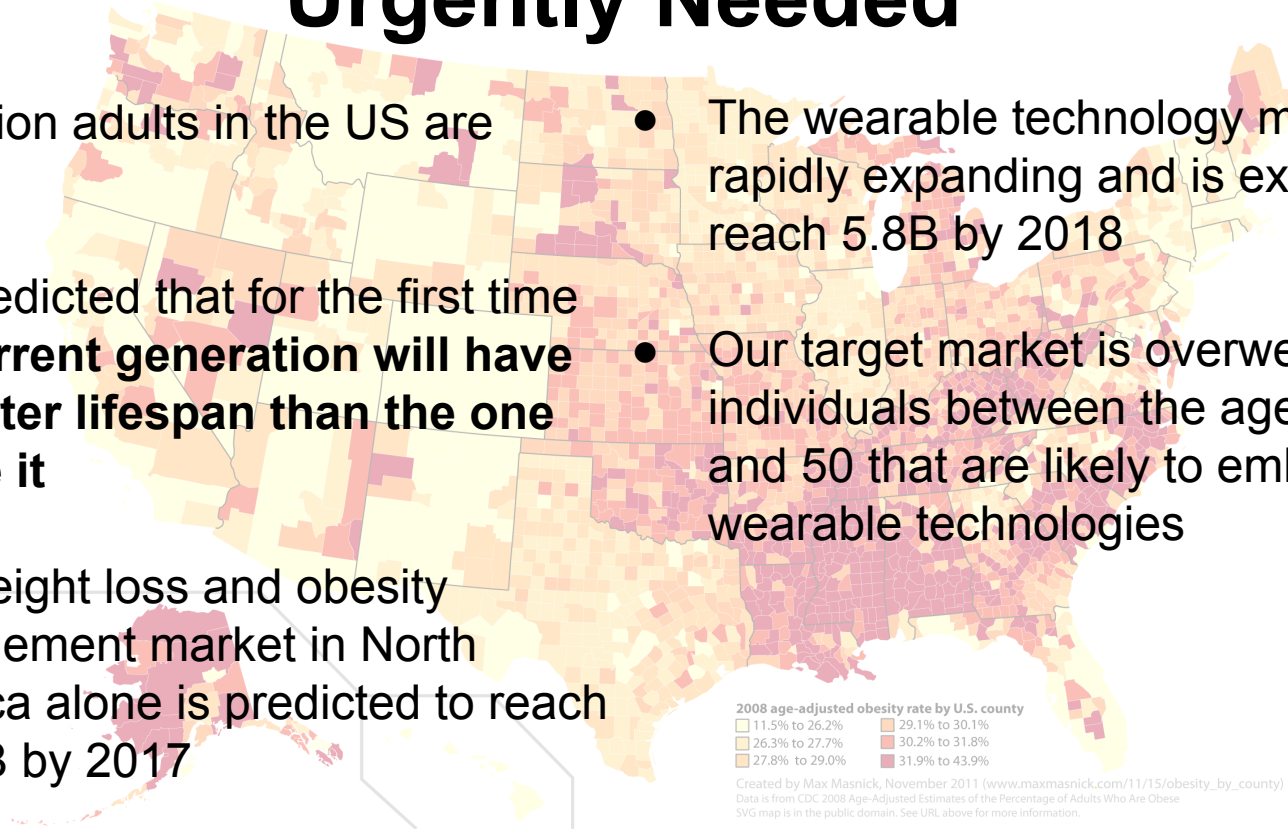 Urgently Needed
ion adults in the US are
edicted that for the first time
rrent generation will have
ter lifespan than the one
e it
eight loss and obesity
ement market in North
ca alone is predicted to reach
B by 2017
● The wearable technology m
rapidly expanding and is ex
reach 5.8B by 2018
● Our target market is overwe
individuals between the age
and 50 that are likely to em
wearable technologies
2008 age-adjusted obesity rate by U.S. county
11.5% to 26.2%
26.3% to 27.7%
27.8% to 29.0%
29.1% to 30.1%
30.2% to 31.8%
31.9% to 43.9%
Created by Max Masnick, November 2011 (www.maxmasnick.com/11/15/obesity_by_county)
Data is from CDC 2008 Age-Adjusted Estimates of the Percentage of Adults Who Are Obese
SVG map is in the public domain. See URL above for more information.